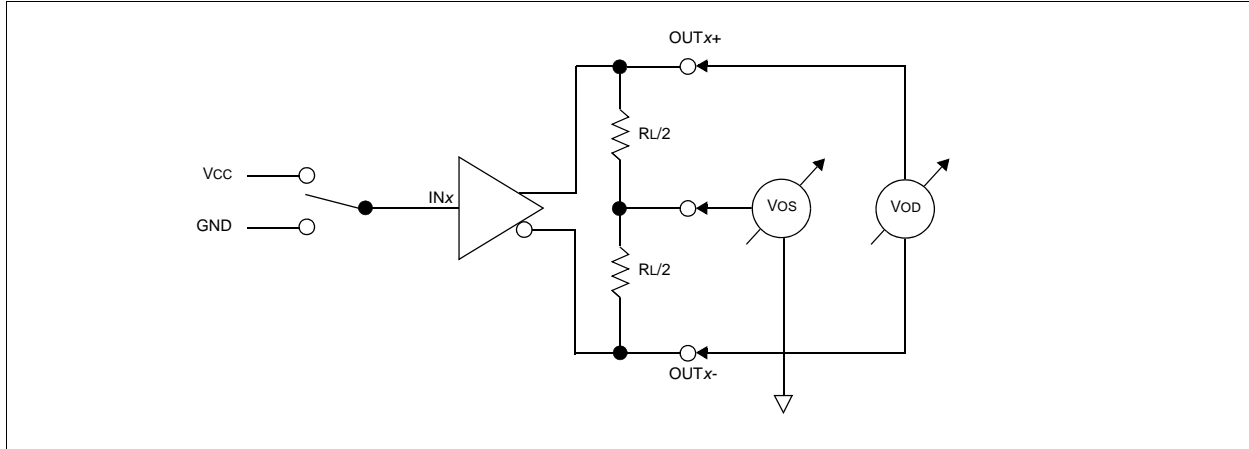 OUTx+
RL/2
VCC
INx
VOS
VOD
GND
RL/2
OUTx-